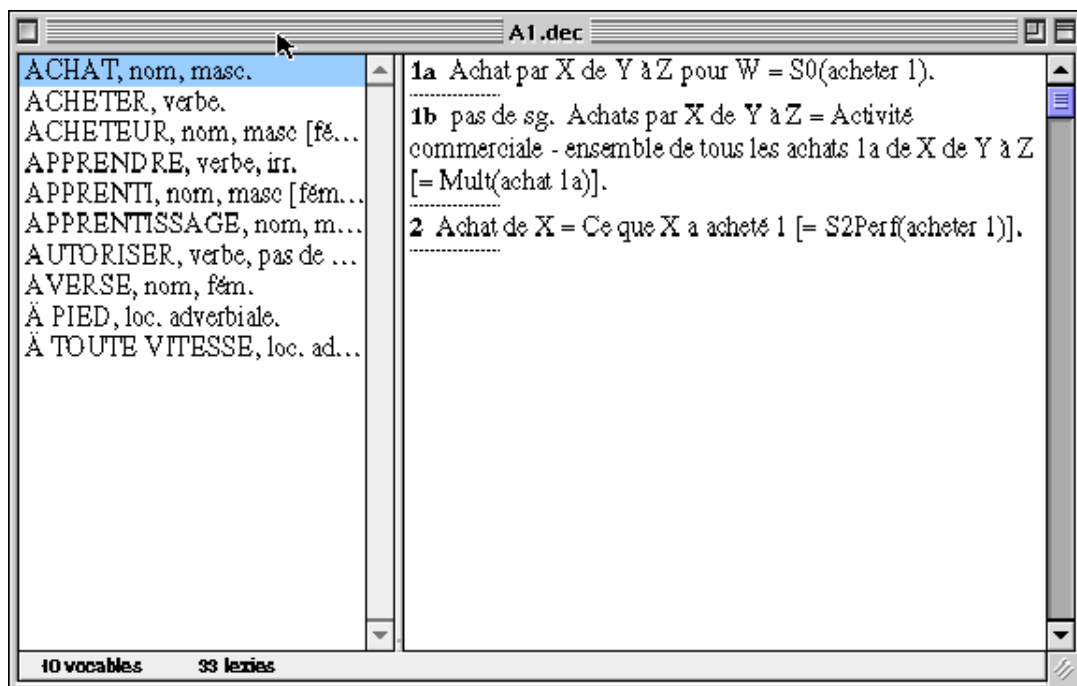 A1.dec
ACHAT, nom, masc.
ACHETER, verbe.
ACHETEUR, nom, masc [fé…
APPRENDRE, verbe, irr.
APPRENTI, nom, masc [fém…
APPRENTISSAGE, nom, m…
AUTORISER, verbe, pas de …
AVERSE, nom, fém.
Ä PIED, loc. adverbiale.
Ä TOUTE VITESSE, loc. ad…
1a Achat par X de Y à Z pour W = S0(acheter 1).
1b pas de sg. Achats par X de Y à Z = Activité
commerciale - ensemble de tous les achats 1a de X de Y à Z
[= Mult(achat 1a)].
2 Achat de X = Ce que X a acheté 1 [= S2Perf(acheter 1)].
10 vocables 33 lexies